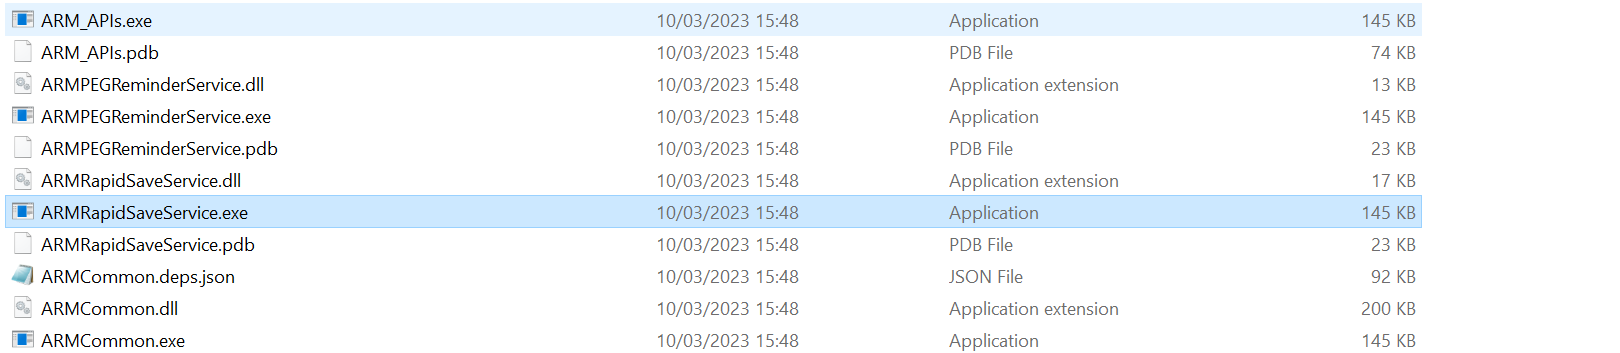 ARM_APIs.exe 10/03/2023 15:48 Application 145 KB
ARM_APIs.pdb 10/03/2023 15:48 PDB File 74 KB
ARMPEGReminderService.dll 10/03/2023 15:48 Application extension 13 KB
ARMPEGReminderService.exe 10/03/2023 15:48 Application 145 KB
ARMPEGReminderService.pdb 10/03/2023 15:48 PDB File 23 KB
ARMRapidSaveService.dll 10/03/2023 15:48 Application extension 17 KB
ARMRapidSaveService.exe 10/03/2023 15:48 Application 145 KB
ARMRapidSaveService.pdb 10/03/2023 15:48 PDB File 23 KB
ARMCommon.deps.json 10/03/2023 15:48 JSON File 92 KB
ARMCommon.dll 10/03/2023 15:48 Application extension 200 KB
ARMCommon.exe 10/03/2023 15:48 Application 145 KB